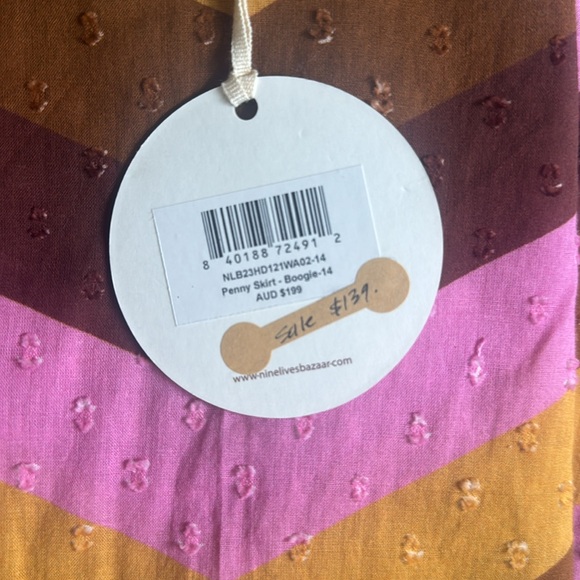 8 40188 72491 2
NLB23HD121WA02-14
Penny Skirt - Boogie-14
AUD $199
Sale $139.
www.ninelivesbazaar.com